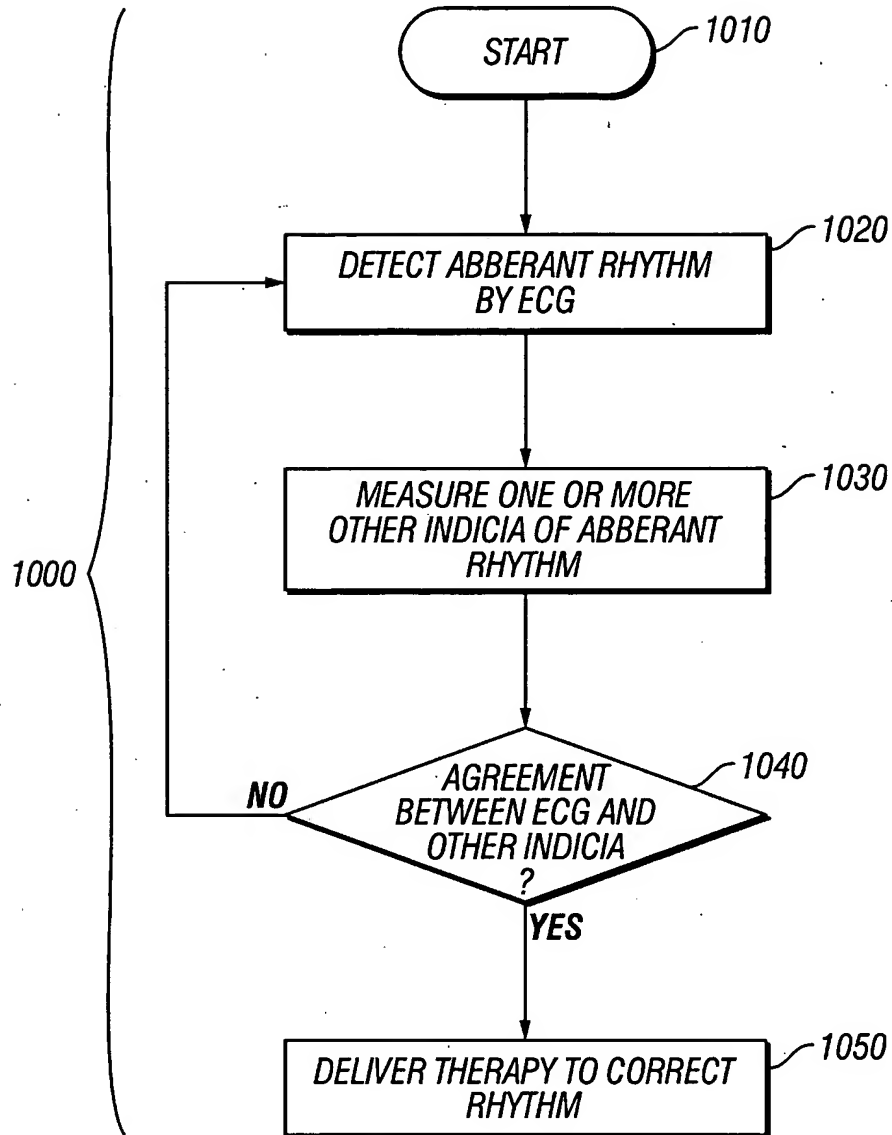 START
1010
1020
DETECT ABBERANT RHYTHM
BY ECG
1030
MEASURE ONE OR MORE
OTHER INDICIA OF ABBERANT
RHYTHM
1000
1040
AGREEMENT
BETWEEN ECG AND
OTHER INDICIA
?
NO
YES
1050
DELIVER THERAPY TO CORRECT
RHYTHM